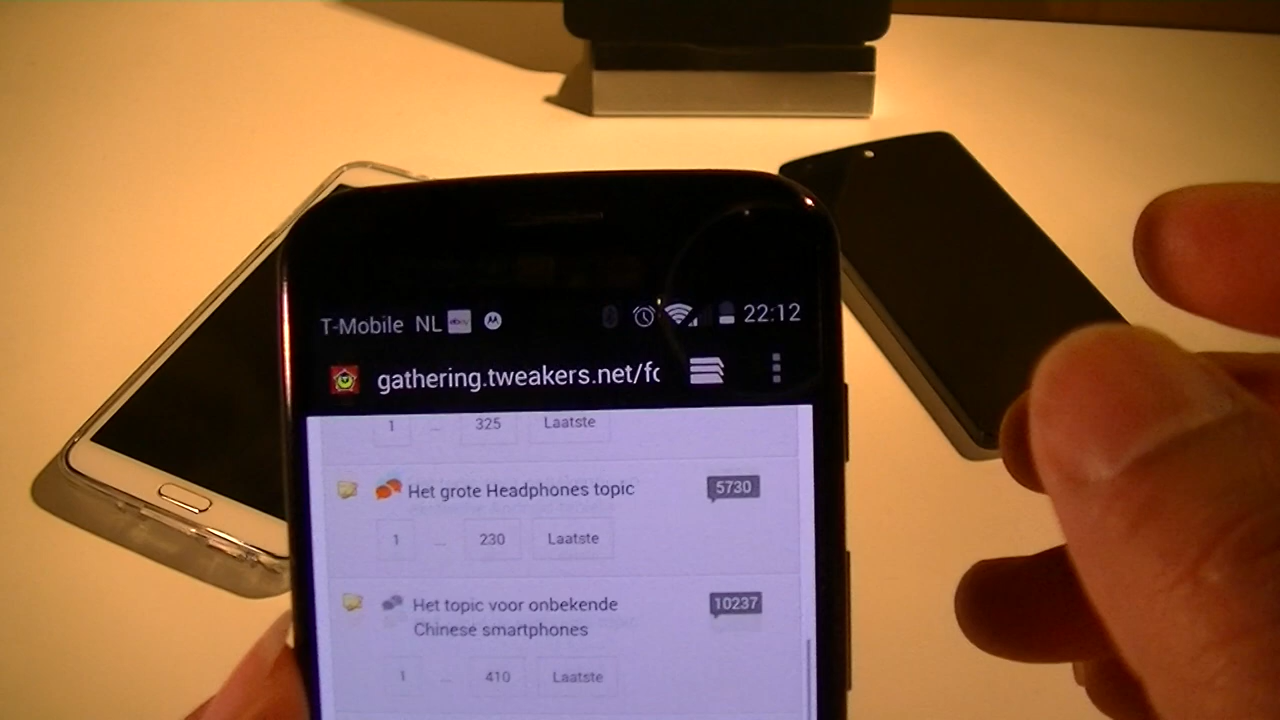 T-Mobile NL ebay 22:12
gathering.tweakers.net/fo
1 ... 325 Laatste
Het grote Headphones topic 5730
1 ... 230 Laatste
Het topic voor onbekende 10237
Chinese smartphones
1 ... 410 Laatste